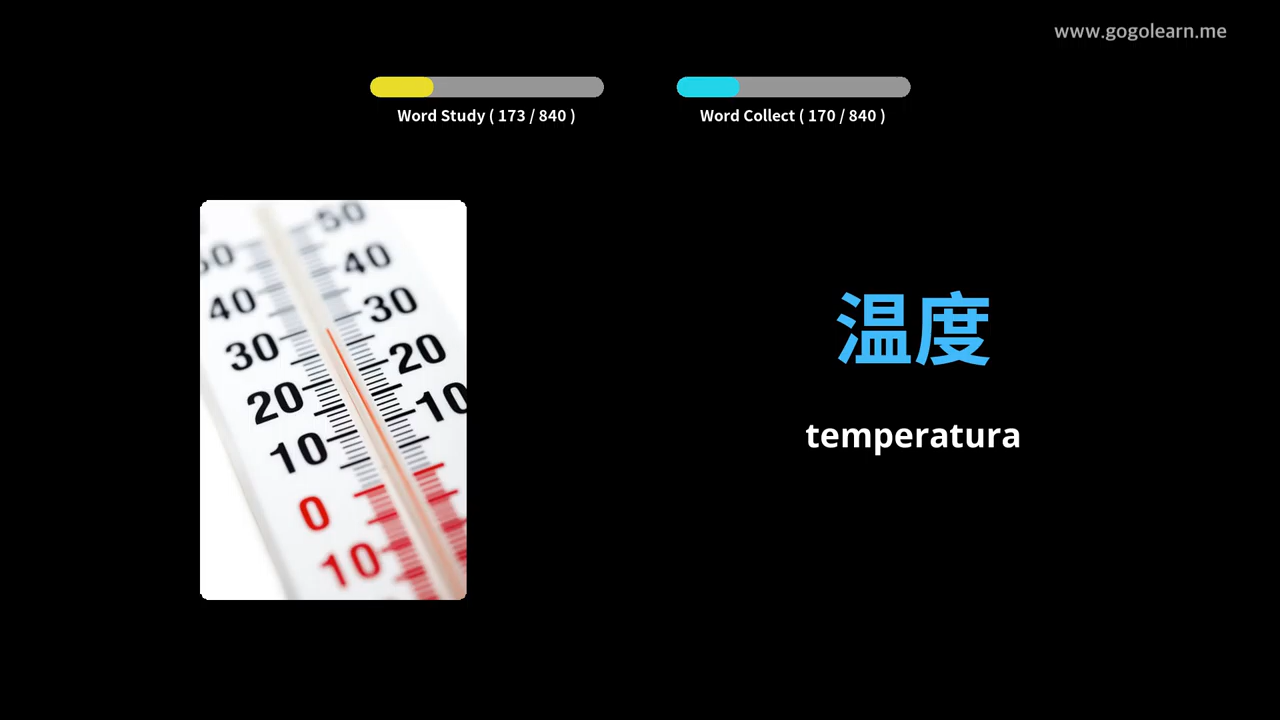 www.gogolearn.me
Word Study ( 173 / 840 )
Word Collect ( 170 / 840 )
50
50
40
40
30
30
20
20
10
10
0
10
温度
temperatura